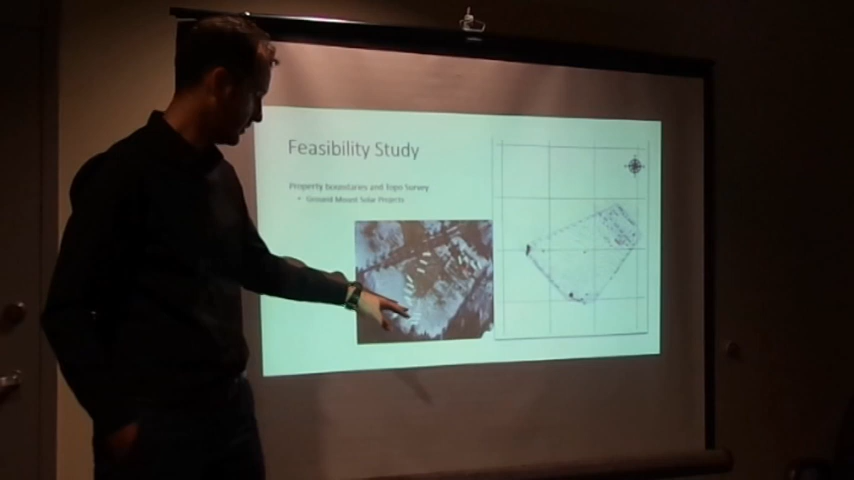 Feasibility Study
Property boundaries and Topo Survey
• Ground Mount Solar Projects